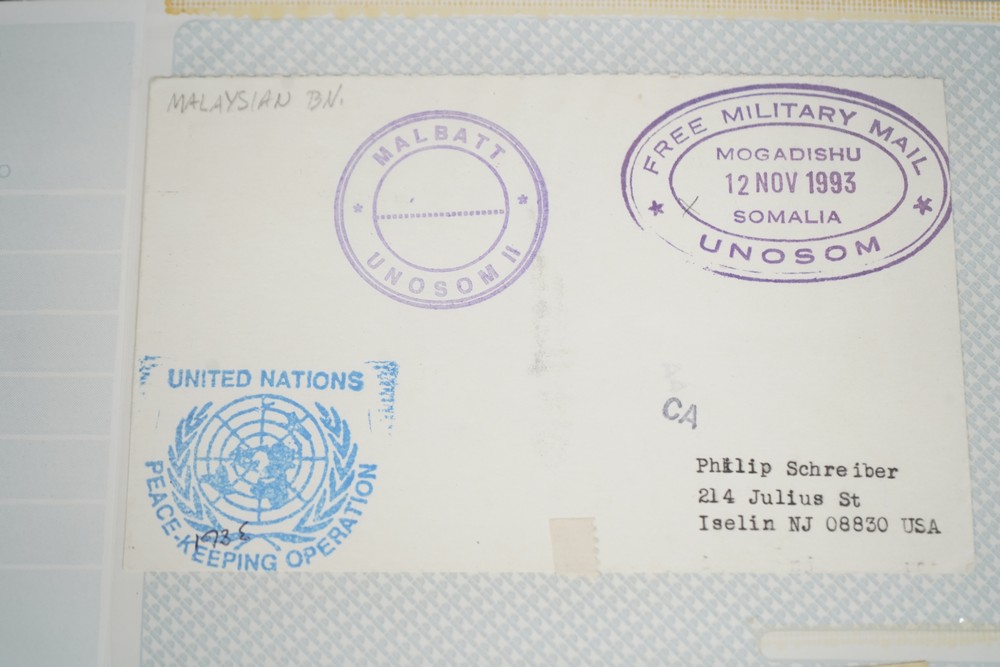 MALAYSIAN BN.
MALBATT
UNOSOM II
FREE MILITARY MAIL
MOGADISHU
12 NOV 1993
SOMALIA
UNOSOM
UNITED NATIONS
PEACE-KEEPING OPERATION
CA
Philip Schreiber
214 Julius St
Iselin NJ 08830 USA